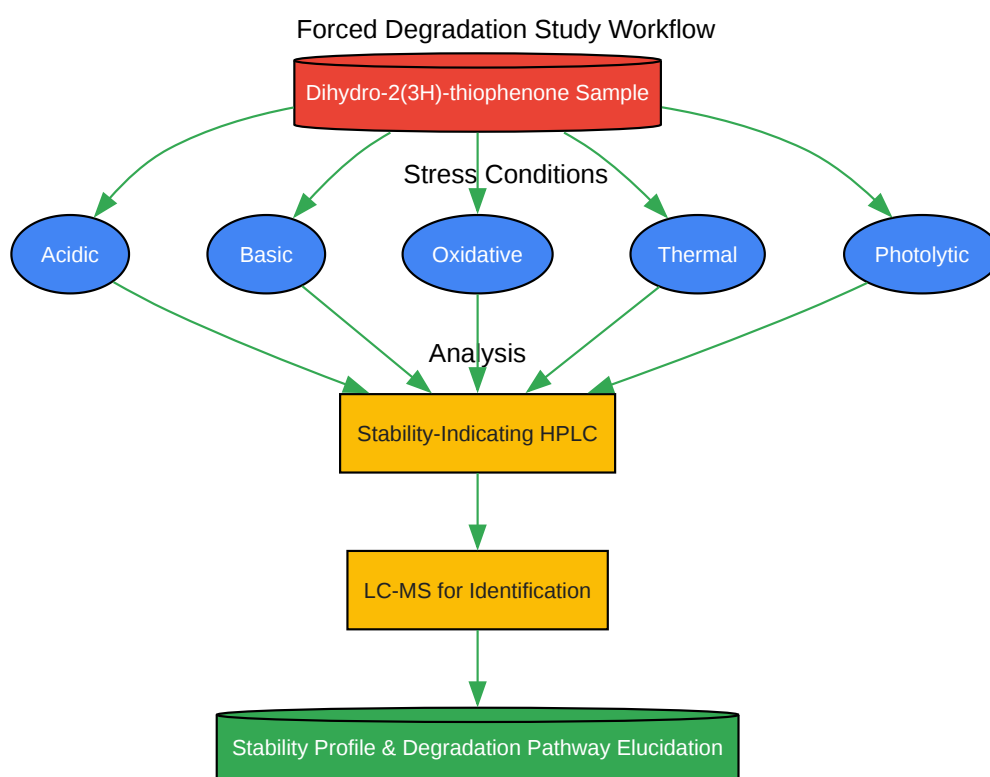 Forced Degradation Study Workflow
Dihydro-2(3H)-thiophenone Sample
Stress Conditions
Acidic
Basic
Oxidative
Thermal
Photolytic
Analysis
Stability-Indicating HPLC
LC-MS for Identification
Stability Profile & Degradation Pathway Elucidation